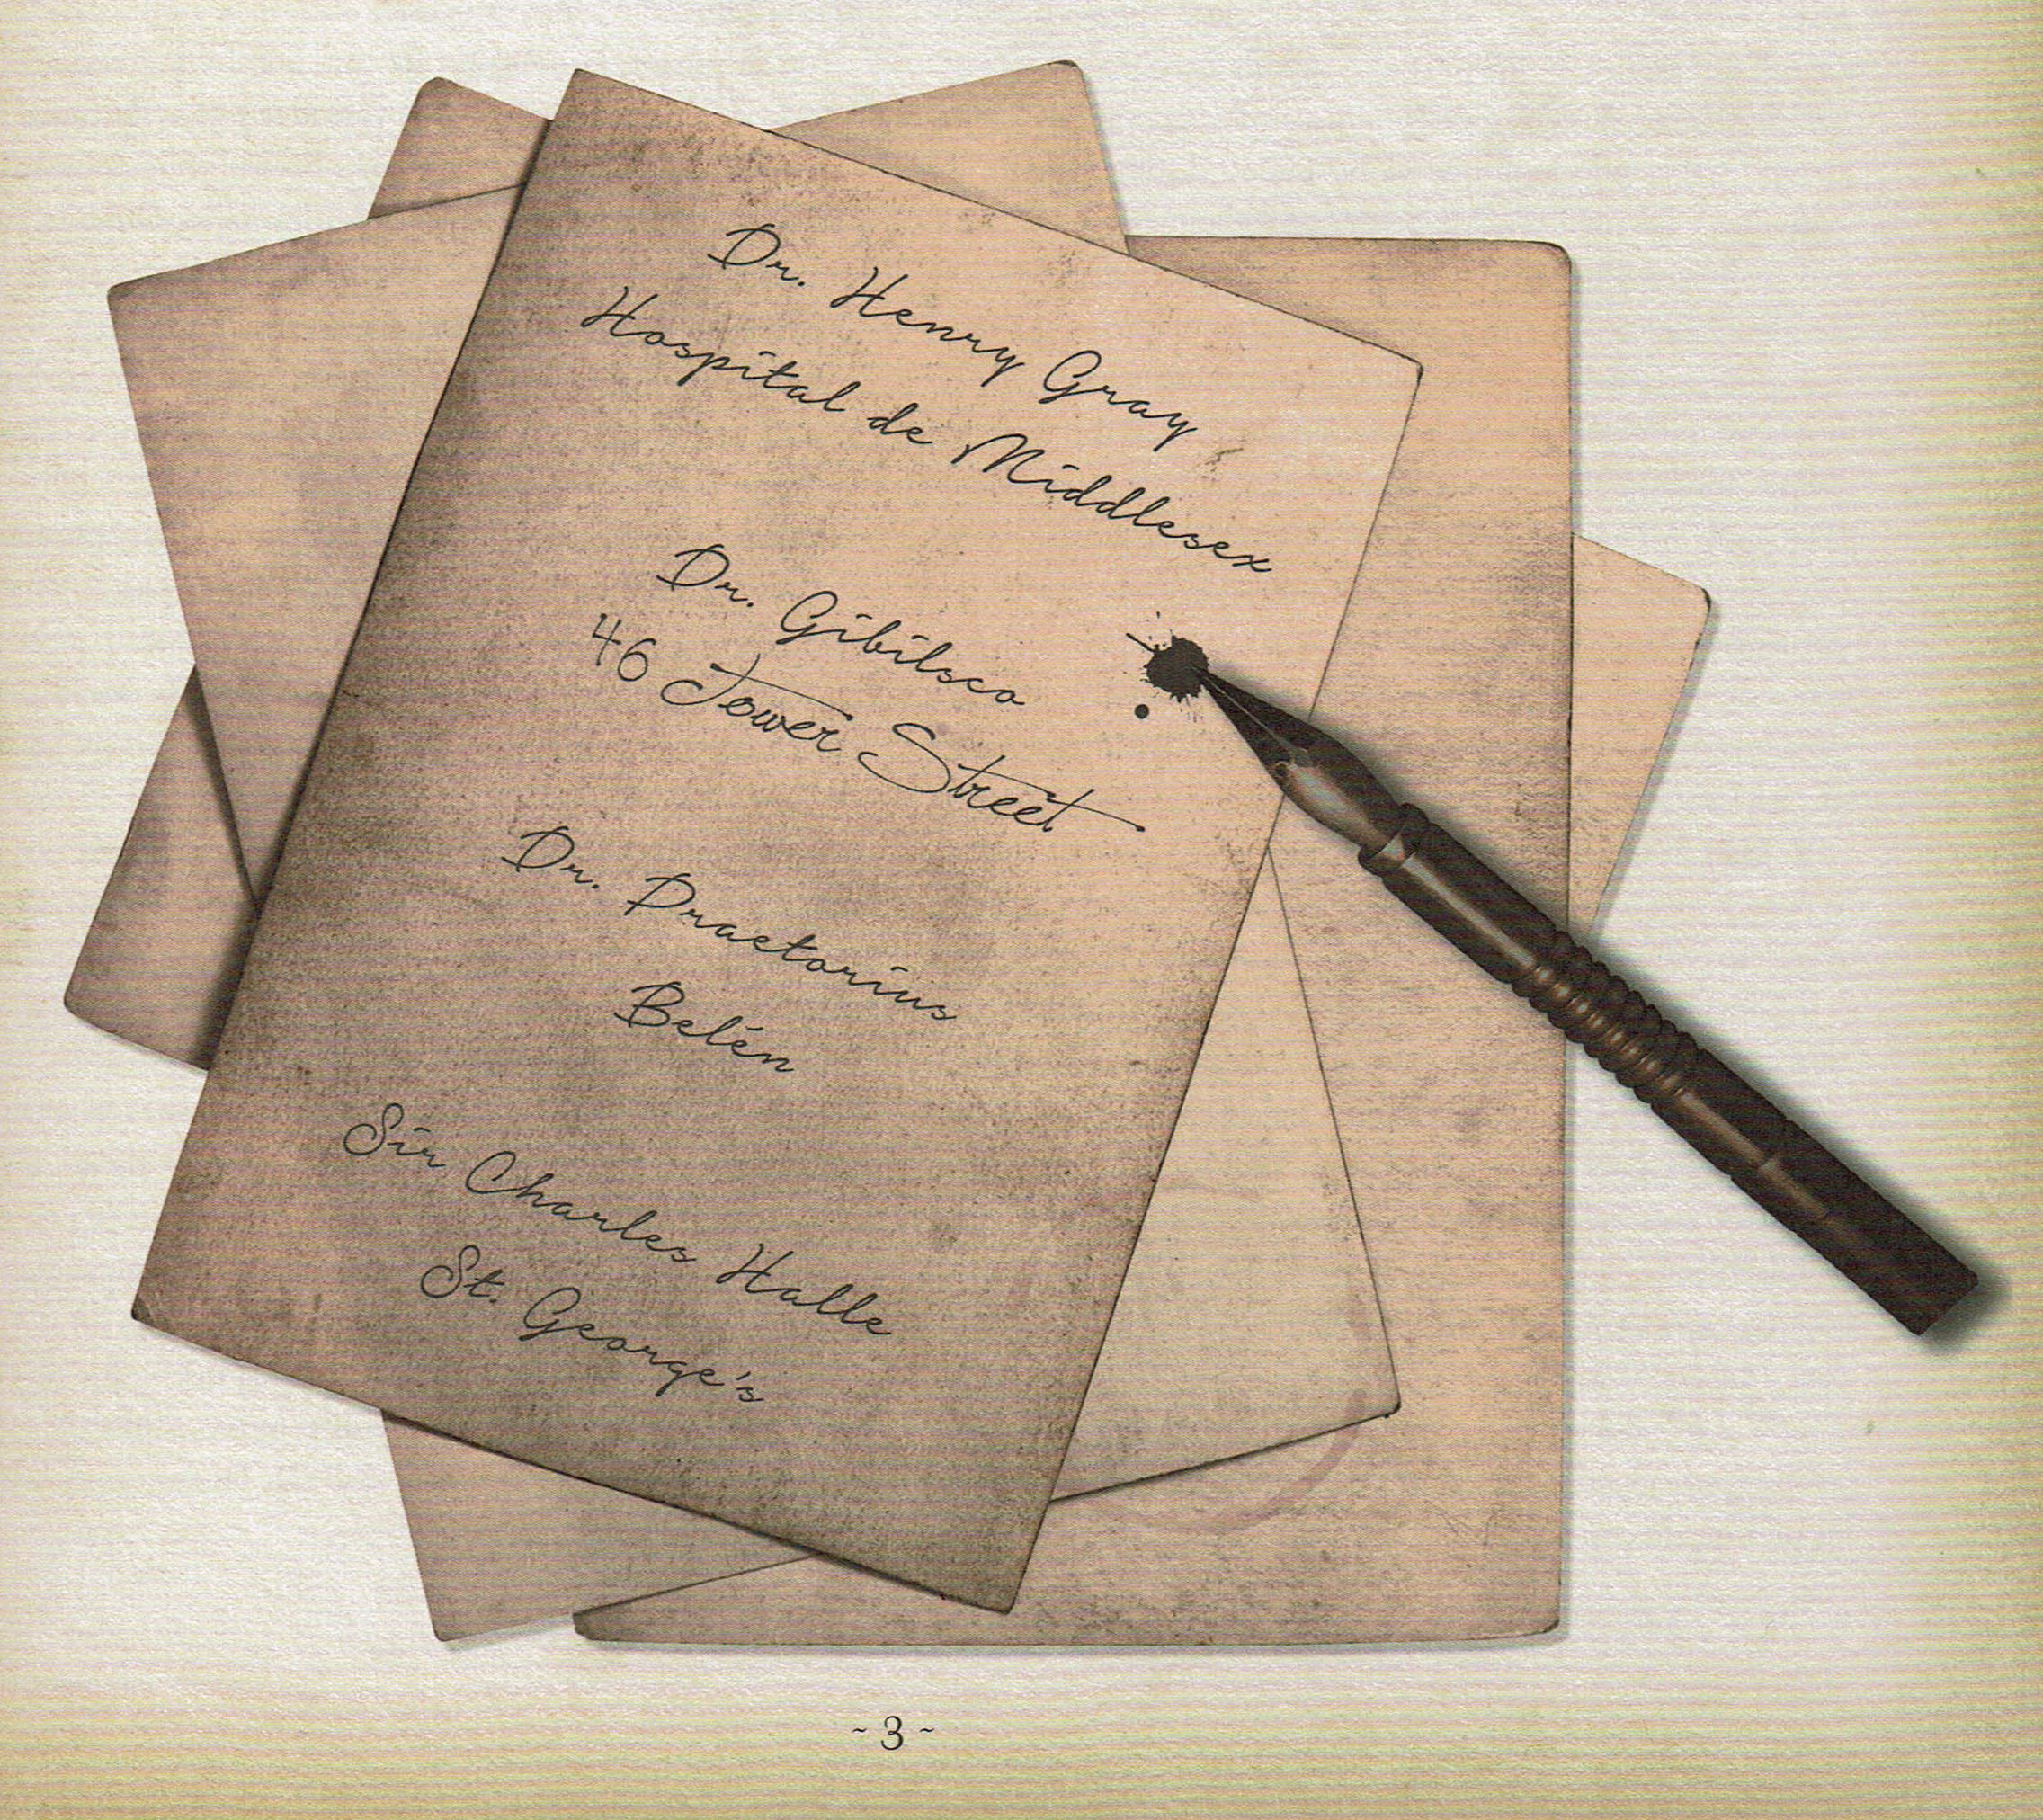 Dr. Henry Gray
Hospital de Middlesex
Dr. Gibilsco
46 Tower Street
Dr. Praetorius
Belén
Sir Charles Halle
St. George's
~ 3 ~